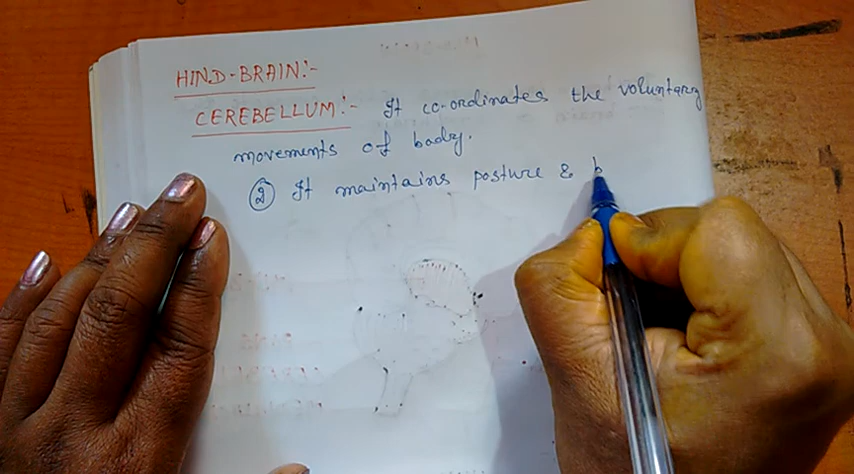 HIND-BRAIN:-
CEREBELLUM:- It co-ordinates the voluntary
movements of body.
② It maintains posture & b